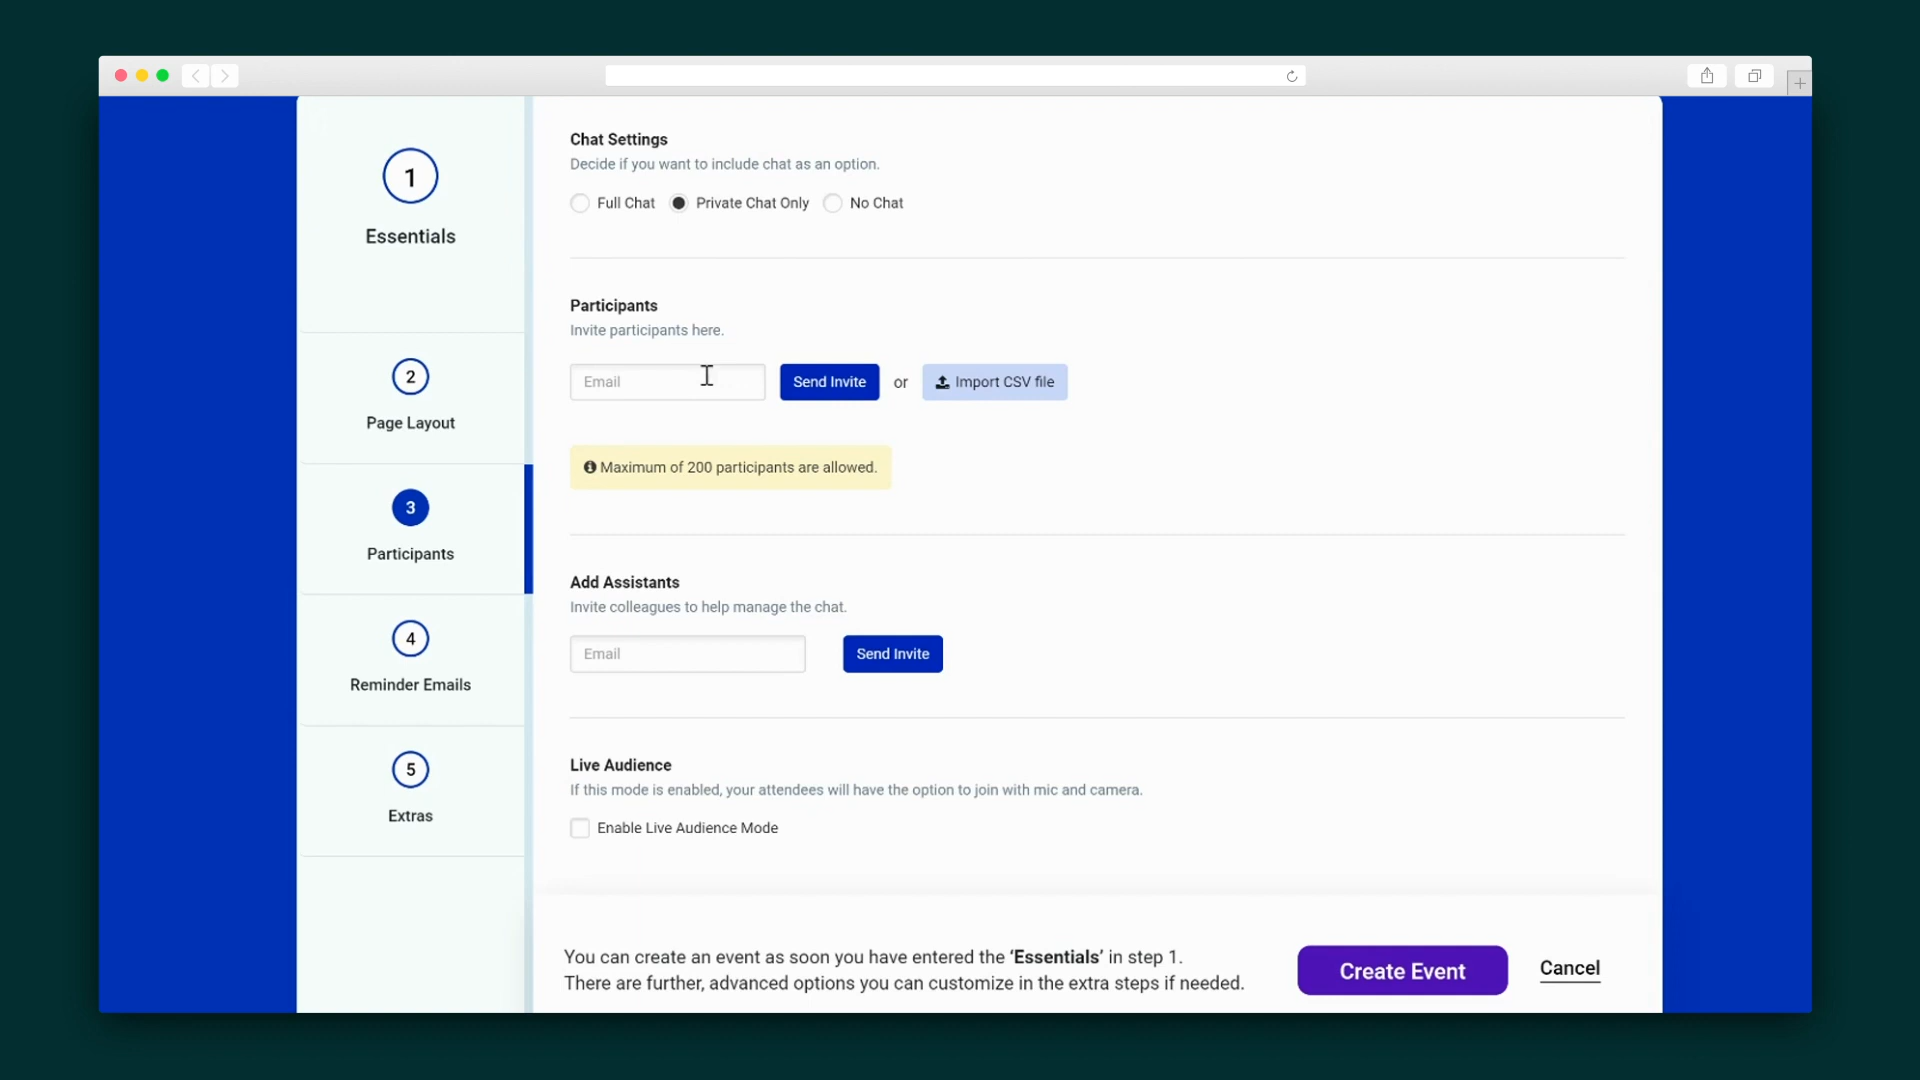 1
Essentials
2
Page Layout
3
Participants
4
Reminder Emails
5
Extras
Chat Settings
Decide if you want to include chat as an option.
Full Chat Private Chat Only No Chat
Participants
Invite participants here.
Email Send Invite or Import CSV file
Maximum of 200 participants are allowed.
Add Assistants
Invite colleagues to help manage the chat.
Email Send Invite
Live Audience
If this mode is enabled, your attendees will have the option to join with mic and camera.
Enable Live Audience Mode
You can create an event as soon you have entered the ‘Essentials’ in step 1.
There are further, advanced options you can customize in the extra steps if needed.
Create Event Cancel